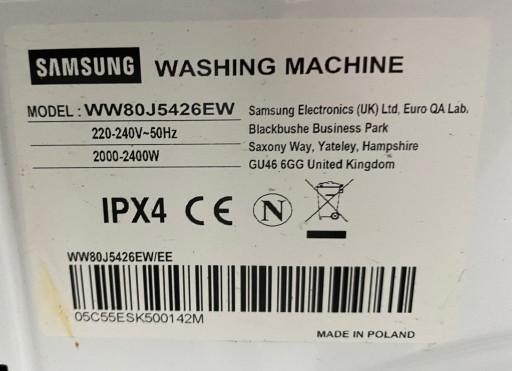 SAMSUNG WASHING MACHINE
MODEL : WW80J5426EW
220-240V~50Hz
2000-2400W
Samsung Electronics (UK) Ltd, Euro QA Lab.
Blackbushe Business Park
Saxony Way, Yateley, Hampshire
GU46 6GG United Kingdom
IPX4 CE N
WW80J5426EW/EE
05C55ESK500142M
MADE IN POLAND